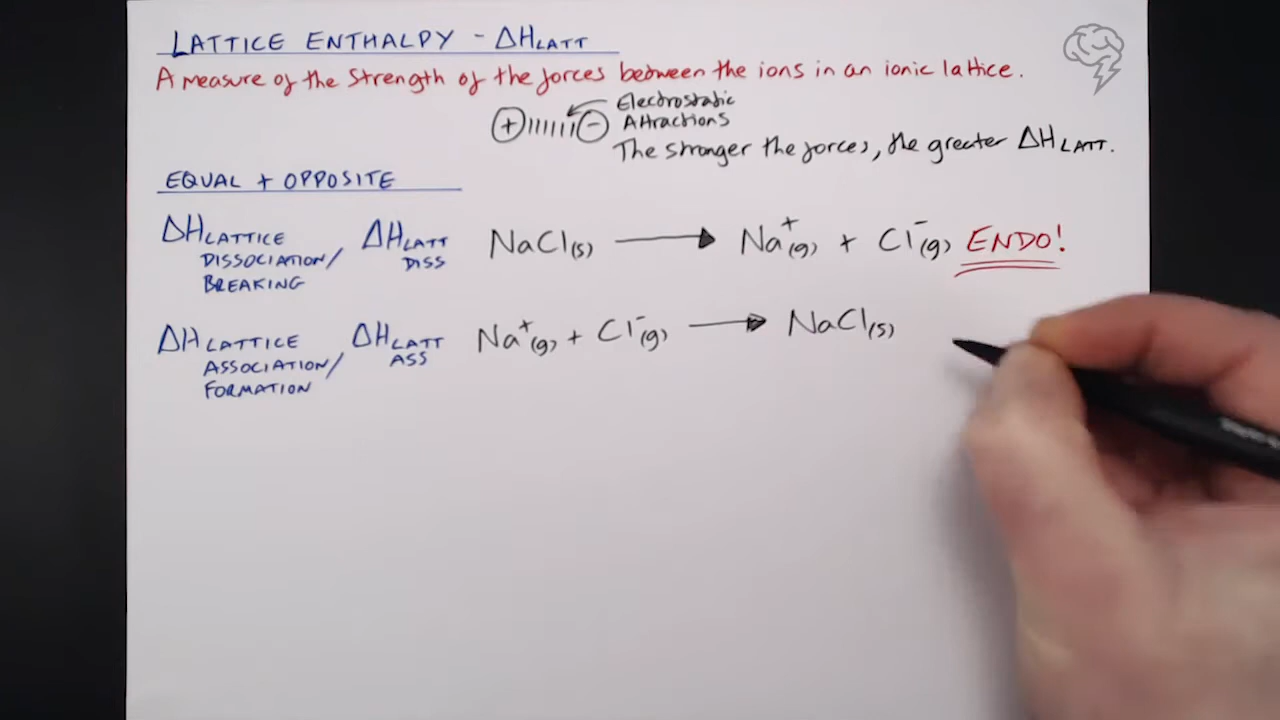 LATTICE ENTHALPY - ΔHLATT
A measure of the strength of the forces between the ions in an ionic lattice.
+ - Electrostatic
Attractions
The stronger the forces, the greater ΔHLATT.
EQUAL + OPPOSITE
ΔHLATTICE DISSOCIATION/ BREAKING
ΔHLATT DISS
NaCl(s) → Na⁺(g) + Cl⁻(g) ENDO!
ΔHLATTICE ASSOCIATION/ FORMATION
ΔHLATT ASS
Na⁺(g) + Cl⁻(g) → NaCl(s)